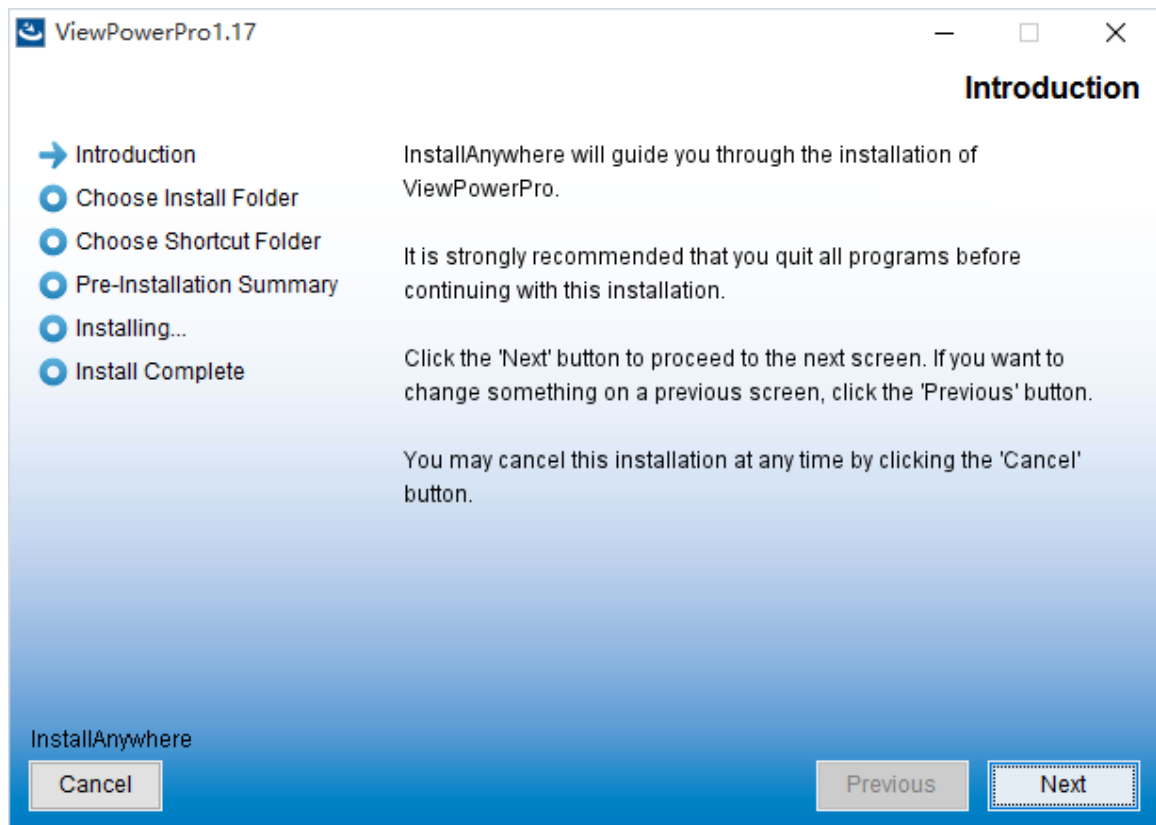 ViewPowerPro1.17
Introduction
Introduction
Choose Install Folder
Choose Shortcut Folder
Pre-Installation Summary
Installing...
Install Complete
InstallAnywhere will guide you through the installation of
ViewPowerPro.
It is strongly recommended that you quit all programs before
continuing with this installation.
Click the 'Next' button to proceed to the next screen. If you want to
change something on a previous screen, click the 'Previous' button.
You may cancel this installation at any time by clicking the 'Cancel'
button.
InstallAnywhere
Cancel
Previous
Next